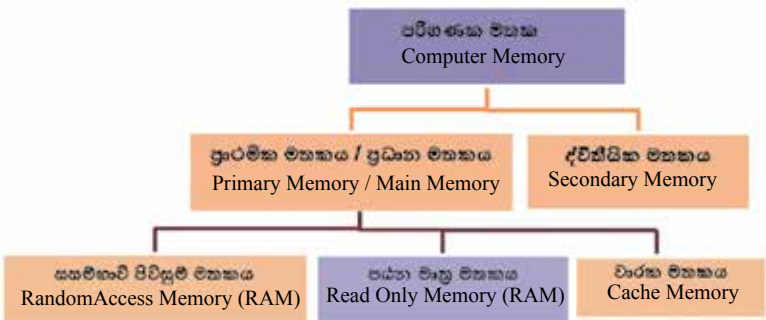 පරිගණක මතක
Computer Memory
ප්‍රාථමික මතකය / ප්‍රධාන මතකය
Primary Memory / Main Memory
ද්විතීයික මතකය
Secondary Memory
සසම්භාවී පිවිසුම් මතකය
RandomAccess Memory (RAM)
පඨන මාත්‍ර මතකය
Read Only Memory (RAM)
වාරක මතකය
Cache Memory